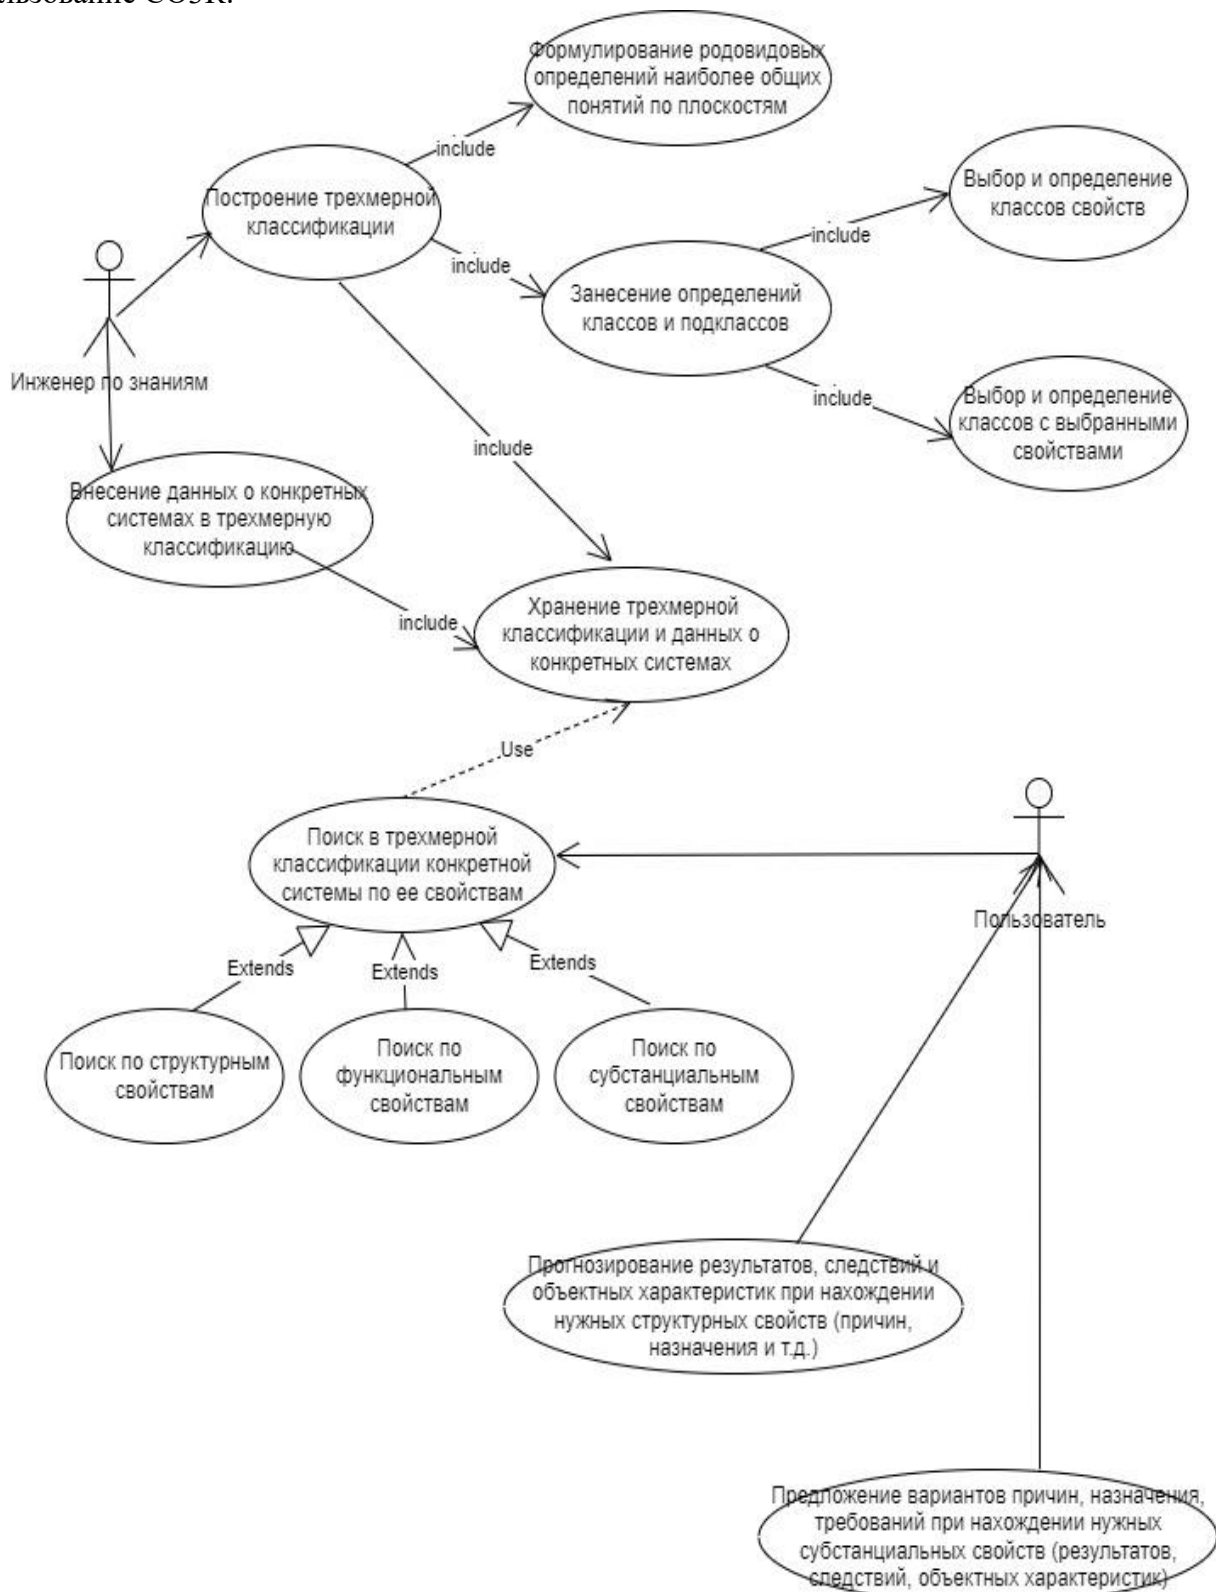 льзование СОЗК.
Формулирование родовидовых
определений наиболее общих
понятий по плоскостям
include
Построение трехмерной
классификации
include
Занесение определений
классов и подклассов
include
Выбор и определение
классов свойств
include
Выбор и определение
классов с выбранными
свойствами
Инженер по знаниям
include
Внесение данных о конкретных
системах в трехмерную
классификацию
include
Хранение трехмерной
классификации и данных о
конкретных системах
Use
Поиск в трехмерной
классификации конкретной
системы по ее свойствам
Пользователь
Extends
Extends
Extends
Поиск по структурным
свойствам
Поиск по
функциональным
свойствам
Поиск по
субстанциальным
свойствам
Прогнозирование результатов, следствий и
объектных характеристик при нахождении
нужных структурных свойств (причин,
назначения и т.д.)
Предложение вариантов причин, назначения,
требований при нахождении нужных
субстанциальных свойств (результатов,
следствий, объектных характеристик)